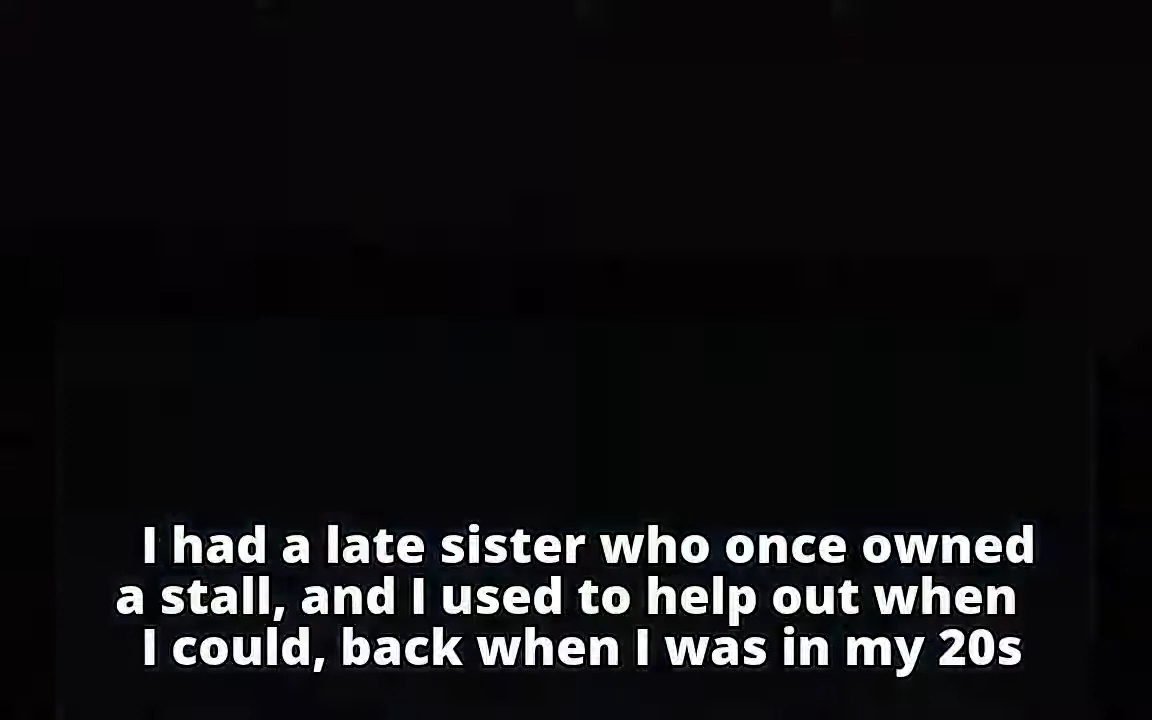 I had a late sister who once owned
a stall, and I used to help out when
I could, back when I was in my 20s